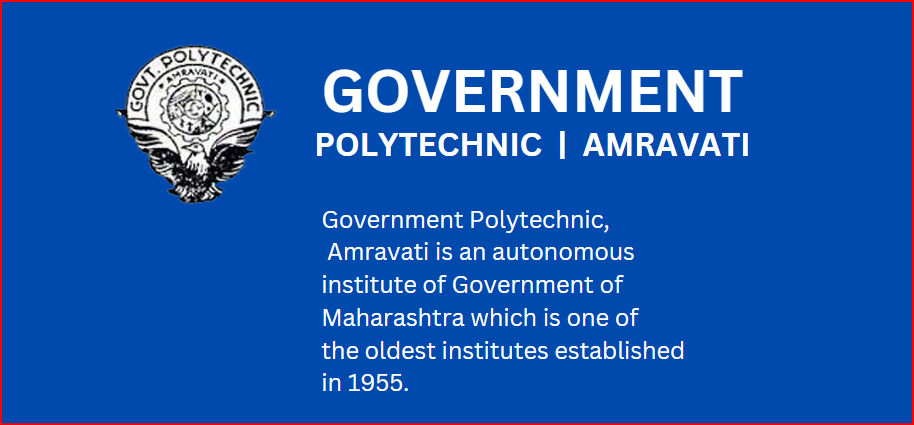 GOVT. POLYTECHNIC
AMRAVATI
GOVERNMENT
POLYTECHNIC | AMRAVATI
Government Polytechnic,
Amravati is an autonomous
institute of Government of
Maharashtra which is one of
the oldest institutes established
in 1955.